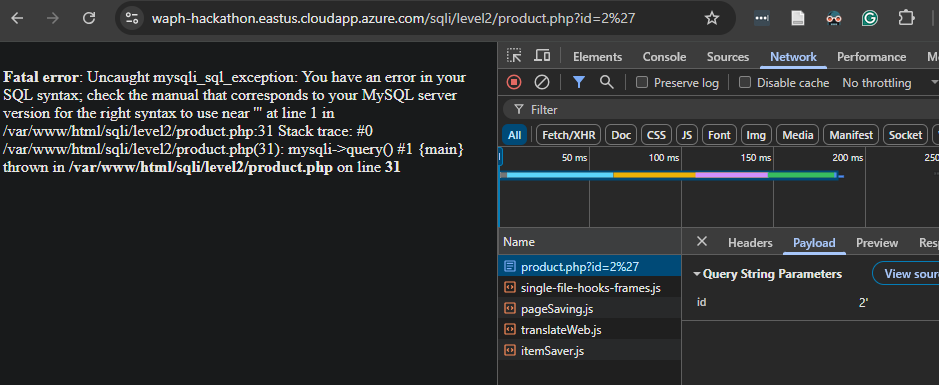 waph-hackathon.eastus.cloudapp.azure.com/sqli/level2/product.php?id=2%27
Fatal error: Uncaught mysqli_sql_exception: You have an error in your
SQL syntax; check the manual that corresponds to your MySQL server
version for the right syntax to use near ''' at line 1 in
/var/www/html/sqli/level2/product.php:31 Stack trace: #0
/var/www/html/sqli/level2/product.php(31): mysqli->query() #1 {main}
thrown in /var/www/html/sqli/level2/product.php on line 31
Elements Console Sources Network Performance
Preserve log Disable cache No throttling
Filter
All Fetch/XHR Doc CSS JS Font Img Media Manifest Socket
50 ms 100 ms 150 ms 200 ms 250
Name
product.php?id=2%27
single-file-hooks-frames.js
pageSaving.js
translateWeb.js
itemSaver.js
Headers Payload Preview Res
Query String Parameters View sour
id 2'